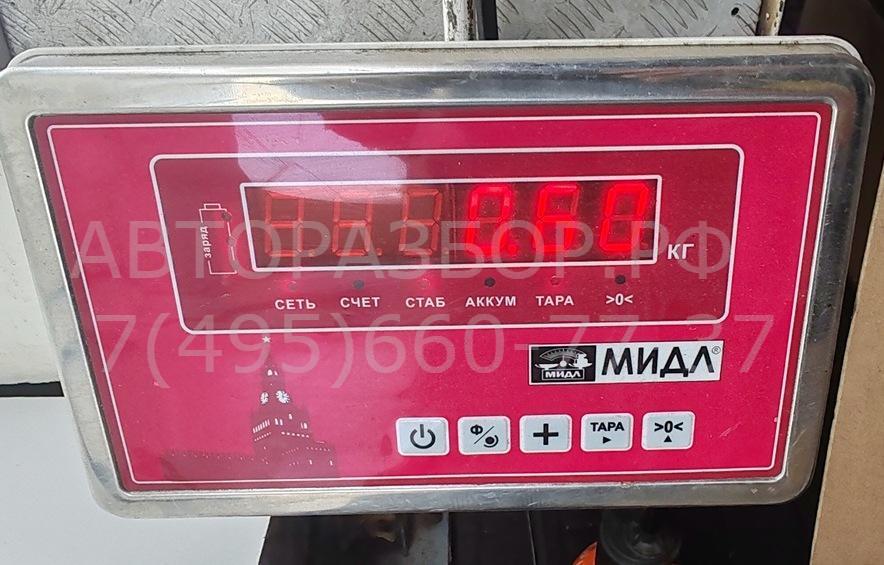 заряд
0.60
КГ
АВТОРАЗБОР.РФ
СЕТЬ СЧЕТ СТАБ АККУМ ТАРА >0<
7(495)660-77-37
МИДЛ МИДЛ®
Ф
ТАРА >0<